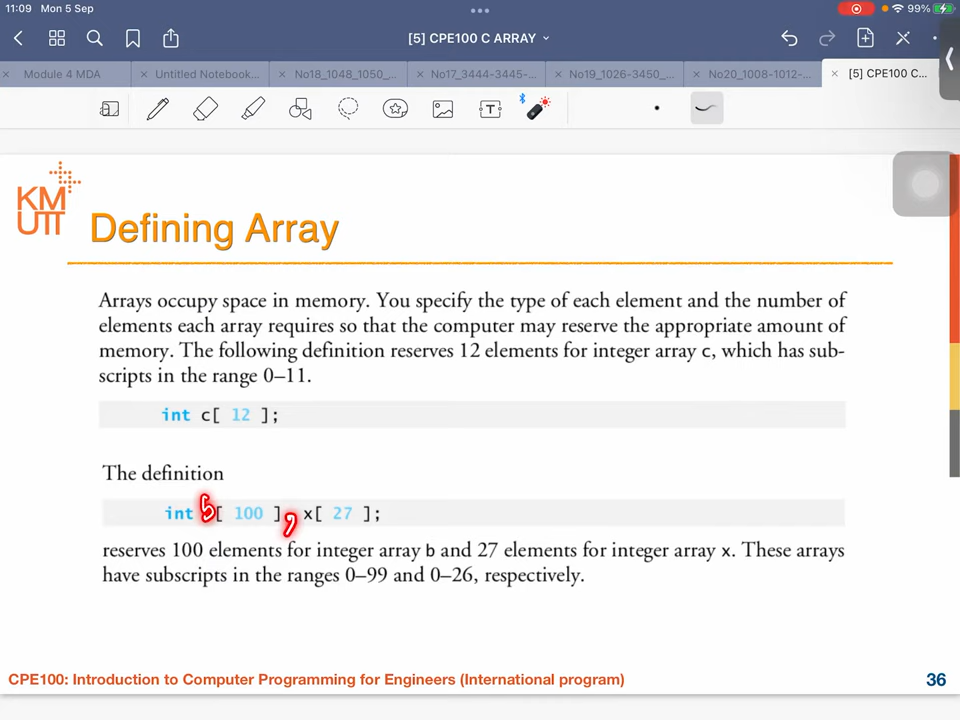 11:09 Mon 5 Sep
99%
[5] CPE100 C ARRAY
Module 4 MDA
Untitled Notebook...
No18_1048_1050_...
No17_3444-3445-...
No19_1026-3450_...
No20_1008-1012-...
[5] CPE100 C...
T
KM
UTT
Defining Array
Arrays occupy space in memory. You specify the type of each element and the number of
elements each array requires so that the computer may reserve the appropriate amount of
memory. The following definition reserves 12 elements for integer array c, which has sub-
scripts in the range 0–11.
int c[ 12 ];
The definition
int b[ 100 ], x[ 27 ];
reserves 100 elements for integer array b and 27 elements for integer array x. These arrays
have subscripts in the ranges 0–99 and 0–26, respectively.
CPE100: Introduction to Computer Programming for Engineers (International program)
36